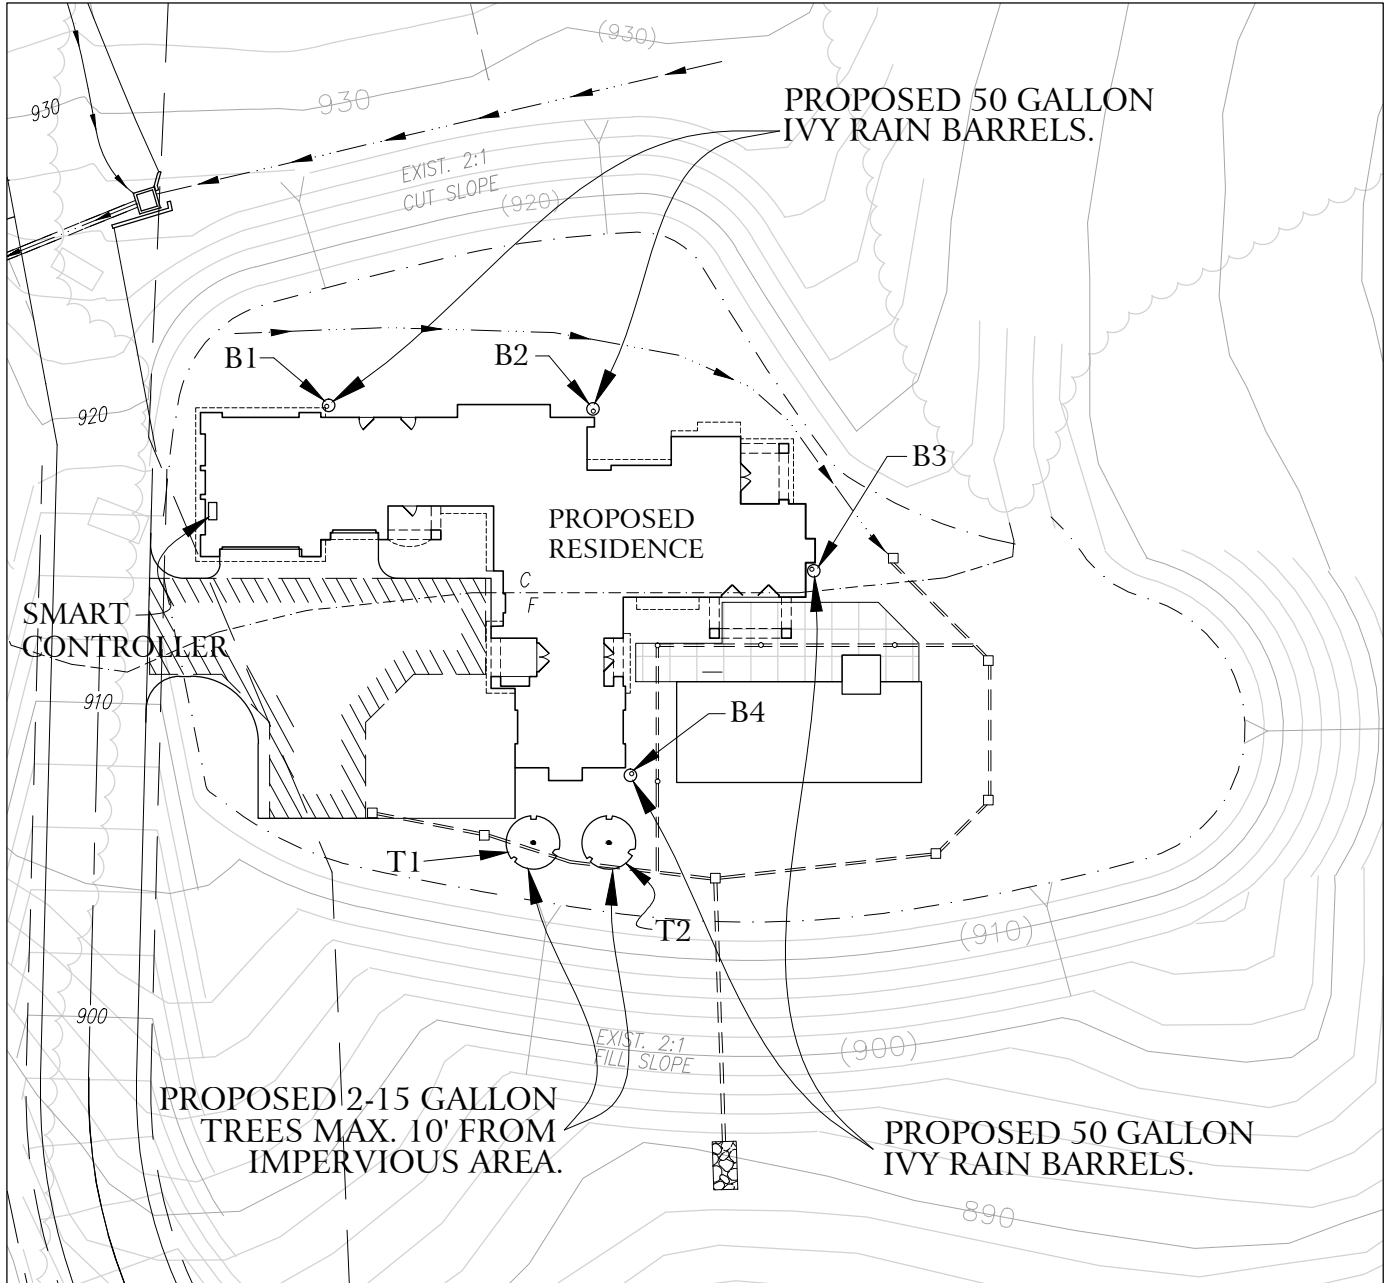 (930)
930
930
PROPOSED 50 GALLON
IVY RAIN BARRELS.
EXIST. 2:1
CUT SLOPE
(920)
B1
B2
920
B3
PROPOSED
RESIDENCE
C
F
SMART
CONTROLLER
910
B4
T1
T2
(910)
900
EXIST. 2:1
FILL SLOPE
(900)
PROPOSED 2-15 GALLON
TREES MAX. 10' FROM
IMPERVIOUS AREA.
PROPOSED 50 GALLON
IVY RAIN BARRELS.
890